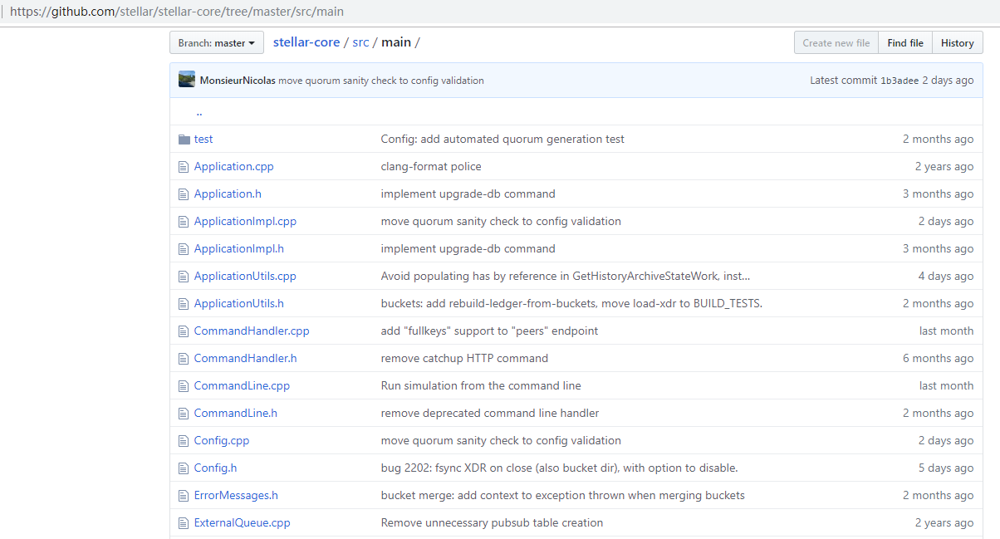 https://github.com/stellar/stellar-core/tree/master/src/main
Branch: master stellar-core / src / main / Create new file Find file History
MonsieurNicolas move quorum sanity check to config validation Latest commit 1b3adee 2 days ago
..
test Config: add automated quorum generation test 2 months ago
Application.cpp clang-format police 2 years ago
Application.h implement upgrade-db command 3 months ago
ApplicationImpl.cpp move quorum sanity check to config validation 2 days ago
ApplicationImpl.h implement upgrade-db command 3 months ago
ApplicationUtils.cpp Avoid populating has by reference in GetHistoryArchiveStateWork, inst... 4 days ago
ApplicationUtils.h buckets: add rebuild-ledger-from-buckets, move load-xdr to BUILD_TESTS. 2 months ago
CommandHandler.cpp add "fullkeys" support to "peers" endpoint last month
CommandHandler.h remove catchup HTTP command 6 months ago
CommandLine.cpp Run simulation from the command line last month
CommandLine.h remove deprecated command line handler 2 months ago
Config.cpp move quorum sanity check to config validation 2 days ago
Config.h bug 2202: fsync XDR on close (also bucket dir), with option to disable. 5 days ago
ErrorMessages.h bucket merge: add context to exception thrown when merging buckets 2 months ago
ExternalQueue.cpp Remove unnecessary pubsub table creation 2 years ago